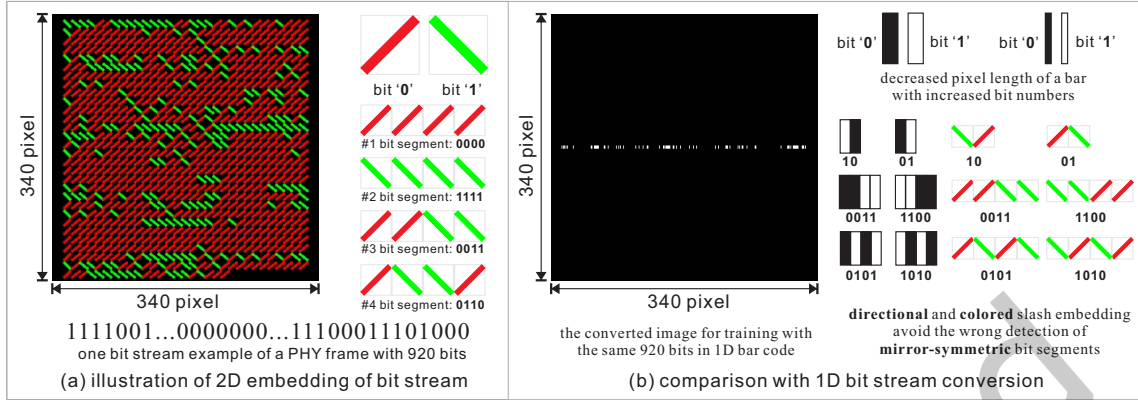 340 pixel
340 pixel
bit ‘0’ bit ‘1’
#1 bit segment: 0000
#2 bit segment: 1111
#3 bit segment: 0011
#4 bit segment: 0110
1111001...0000000...11100011101000
one bit stream example of a PHY frame with 920 bits
(a) illustration of 2D embedding of bit stream
340 pixel
340 pixel
the converted image for training with
the same 920 bits in 1D bar code
bit ‘0’ bit ‘1’ bit ‘0’ bit ‘1’
decreased pixel length of a bar
with increased bit numbers
10 01 10 01
0011 1100 0011 1100
0101 1010 0101 1010
directional and colored slash embedding
avoid the wrong detection of
mirror-symmetric bit segments
(b) comparison with 1D bit stream conversion